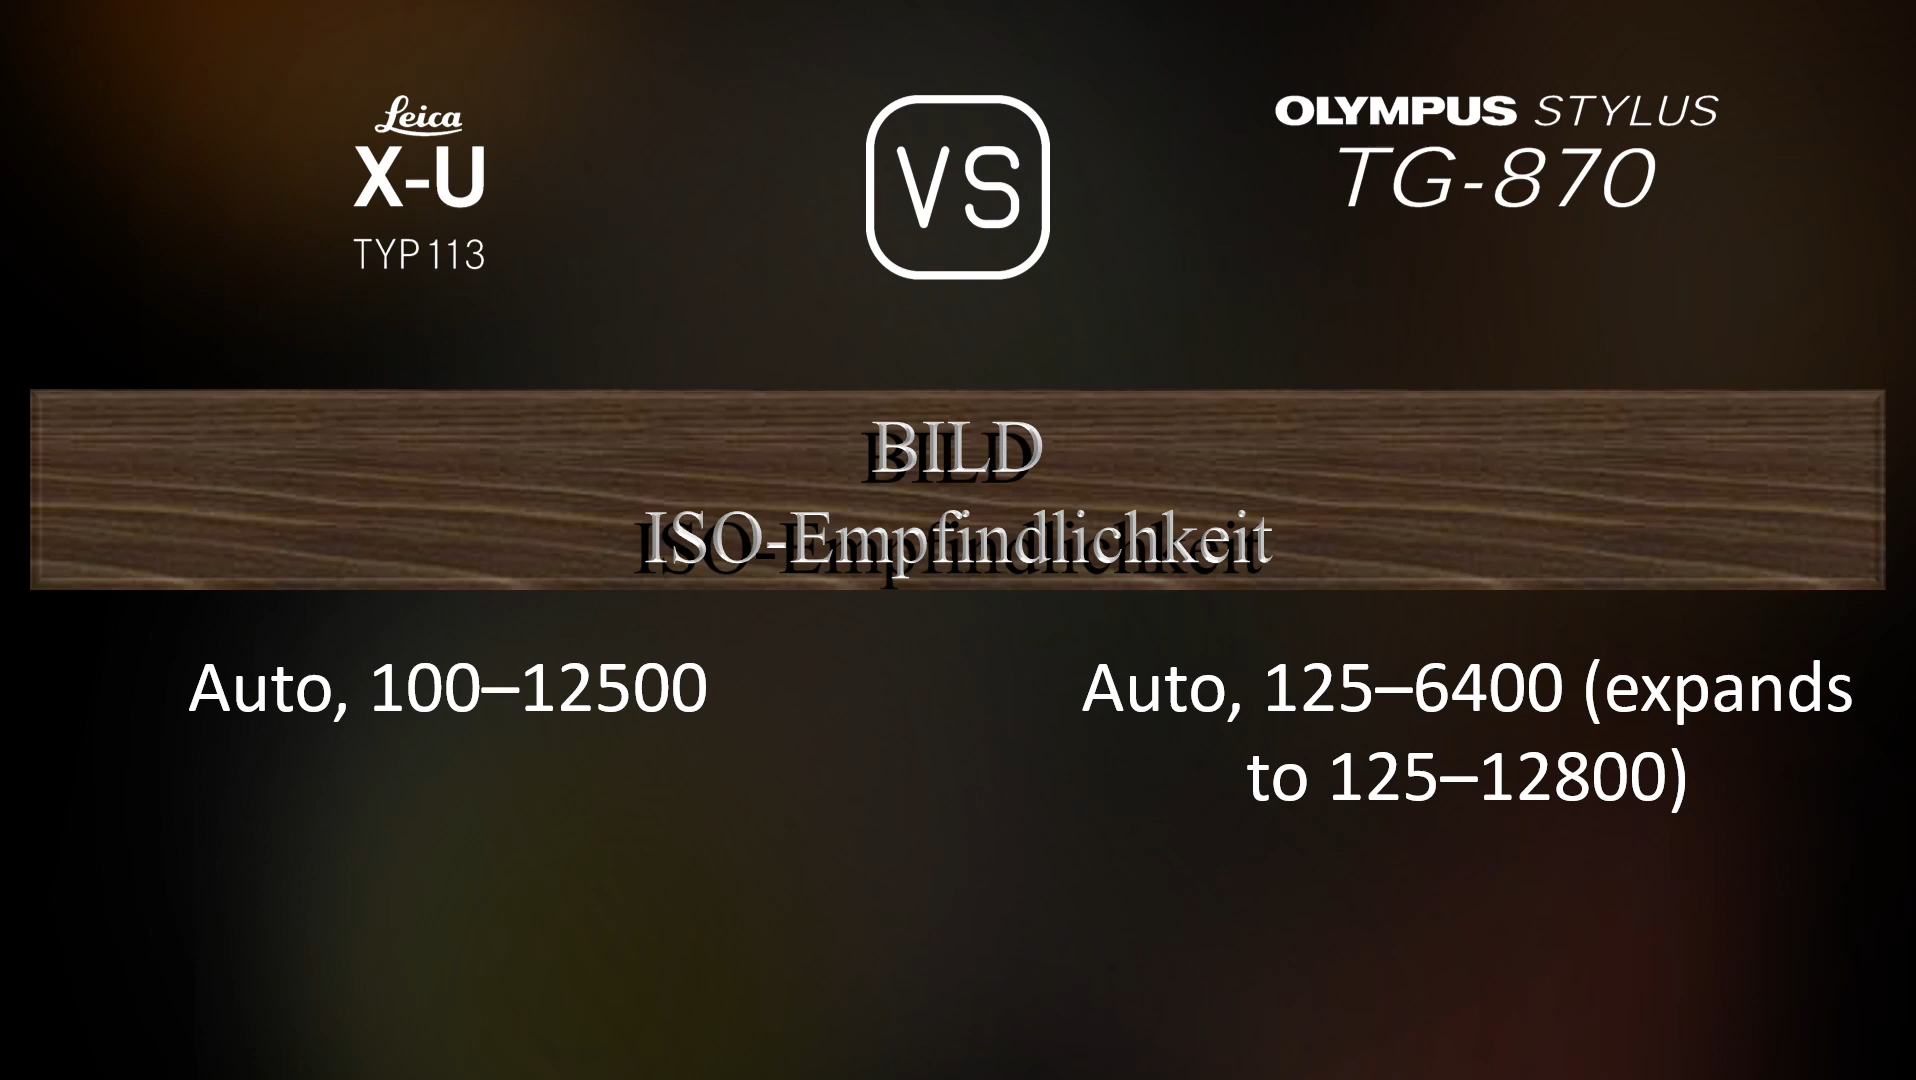 Leica
X-U
TYP 113
VS
OLYMPUS STYLUS
TG-870
BILD
ISO-Empfindlichkeit
Auto, 100–12500
Auto, 125–6400 (expands
to 125–12800)